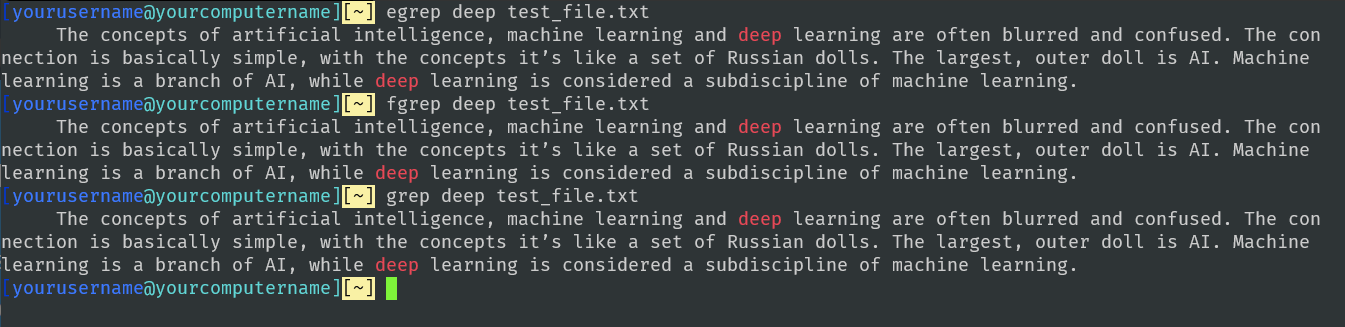 [yourusername@yourcomputername][~] egrep deep test_file.txt
The concepts of artificial intelligence, machine learning and deep learning are often blurred and confused. The con
nection is basically simple, with the concepts it’s like a set of Russian dolls. The largest, outer doll is AI. Machine
learning is a branch of AI, while deep learning is considered a subdiscipline of machine learning.
[yourusername@yourcomputername][~] fgrep deep test_file.txt
The concepts of artificial intelligence, machine learning and deep learning are often blurred and confused. The con
nection is basically simple, with the concepts it’s like a set of Russian dolls. The largest, outer doll is AI. Machine
learning is a branch of AI, while deep learning is considered a subdiscipline of machine learning.
[yourusername@yourcomputername][~] grep deep test_file.txt
The concepts of artificial intelligence, machine learning and deep learning are often blurred and confused. The con
nection is basically simple, with the concepts it’s like a set of Russian dolls. The largest, outer doll is AI. Machine
learning is a branch of AI, while deep learning is considered a subdiscipline of machine learning.
[yourusername@yourcomputername][~]